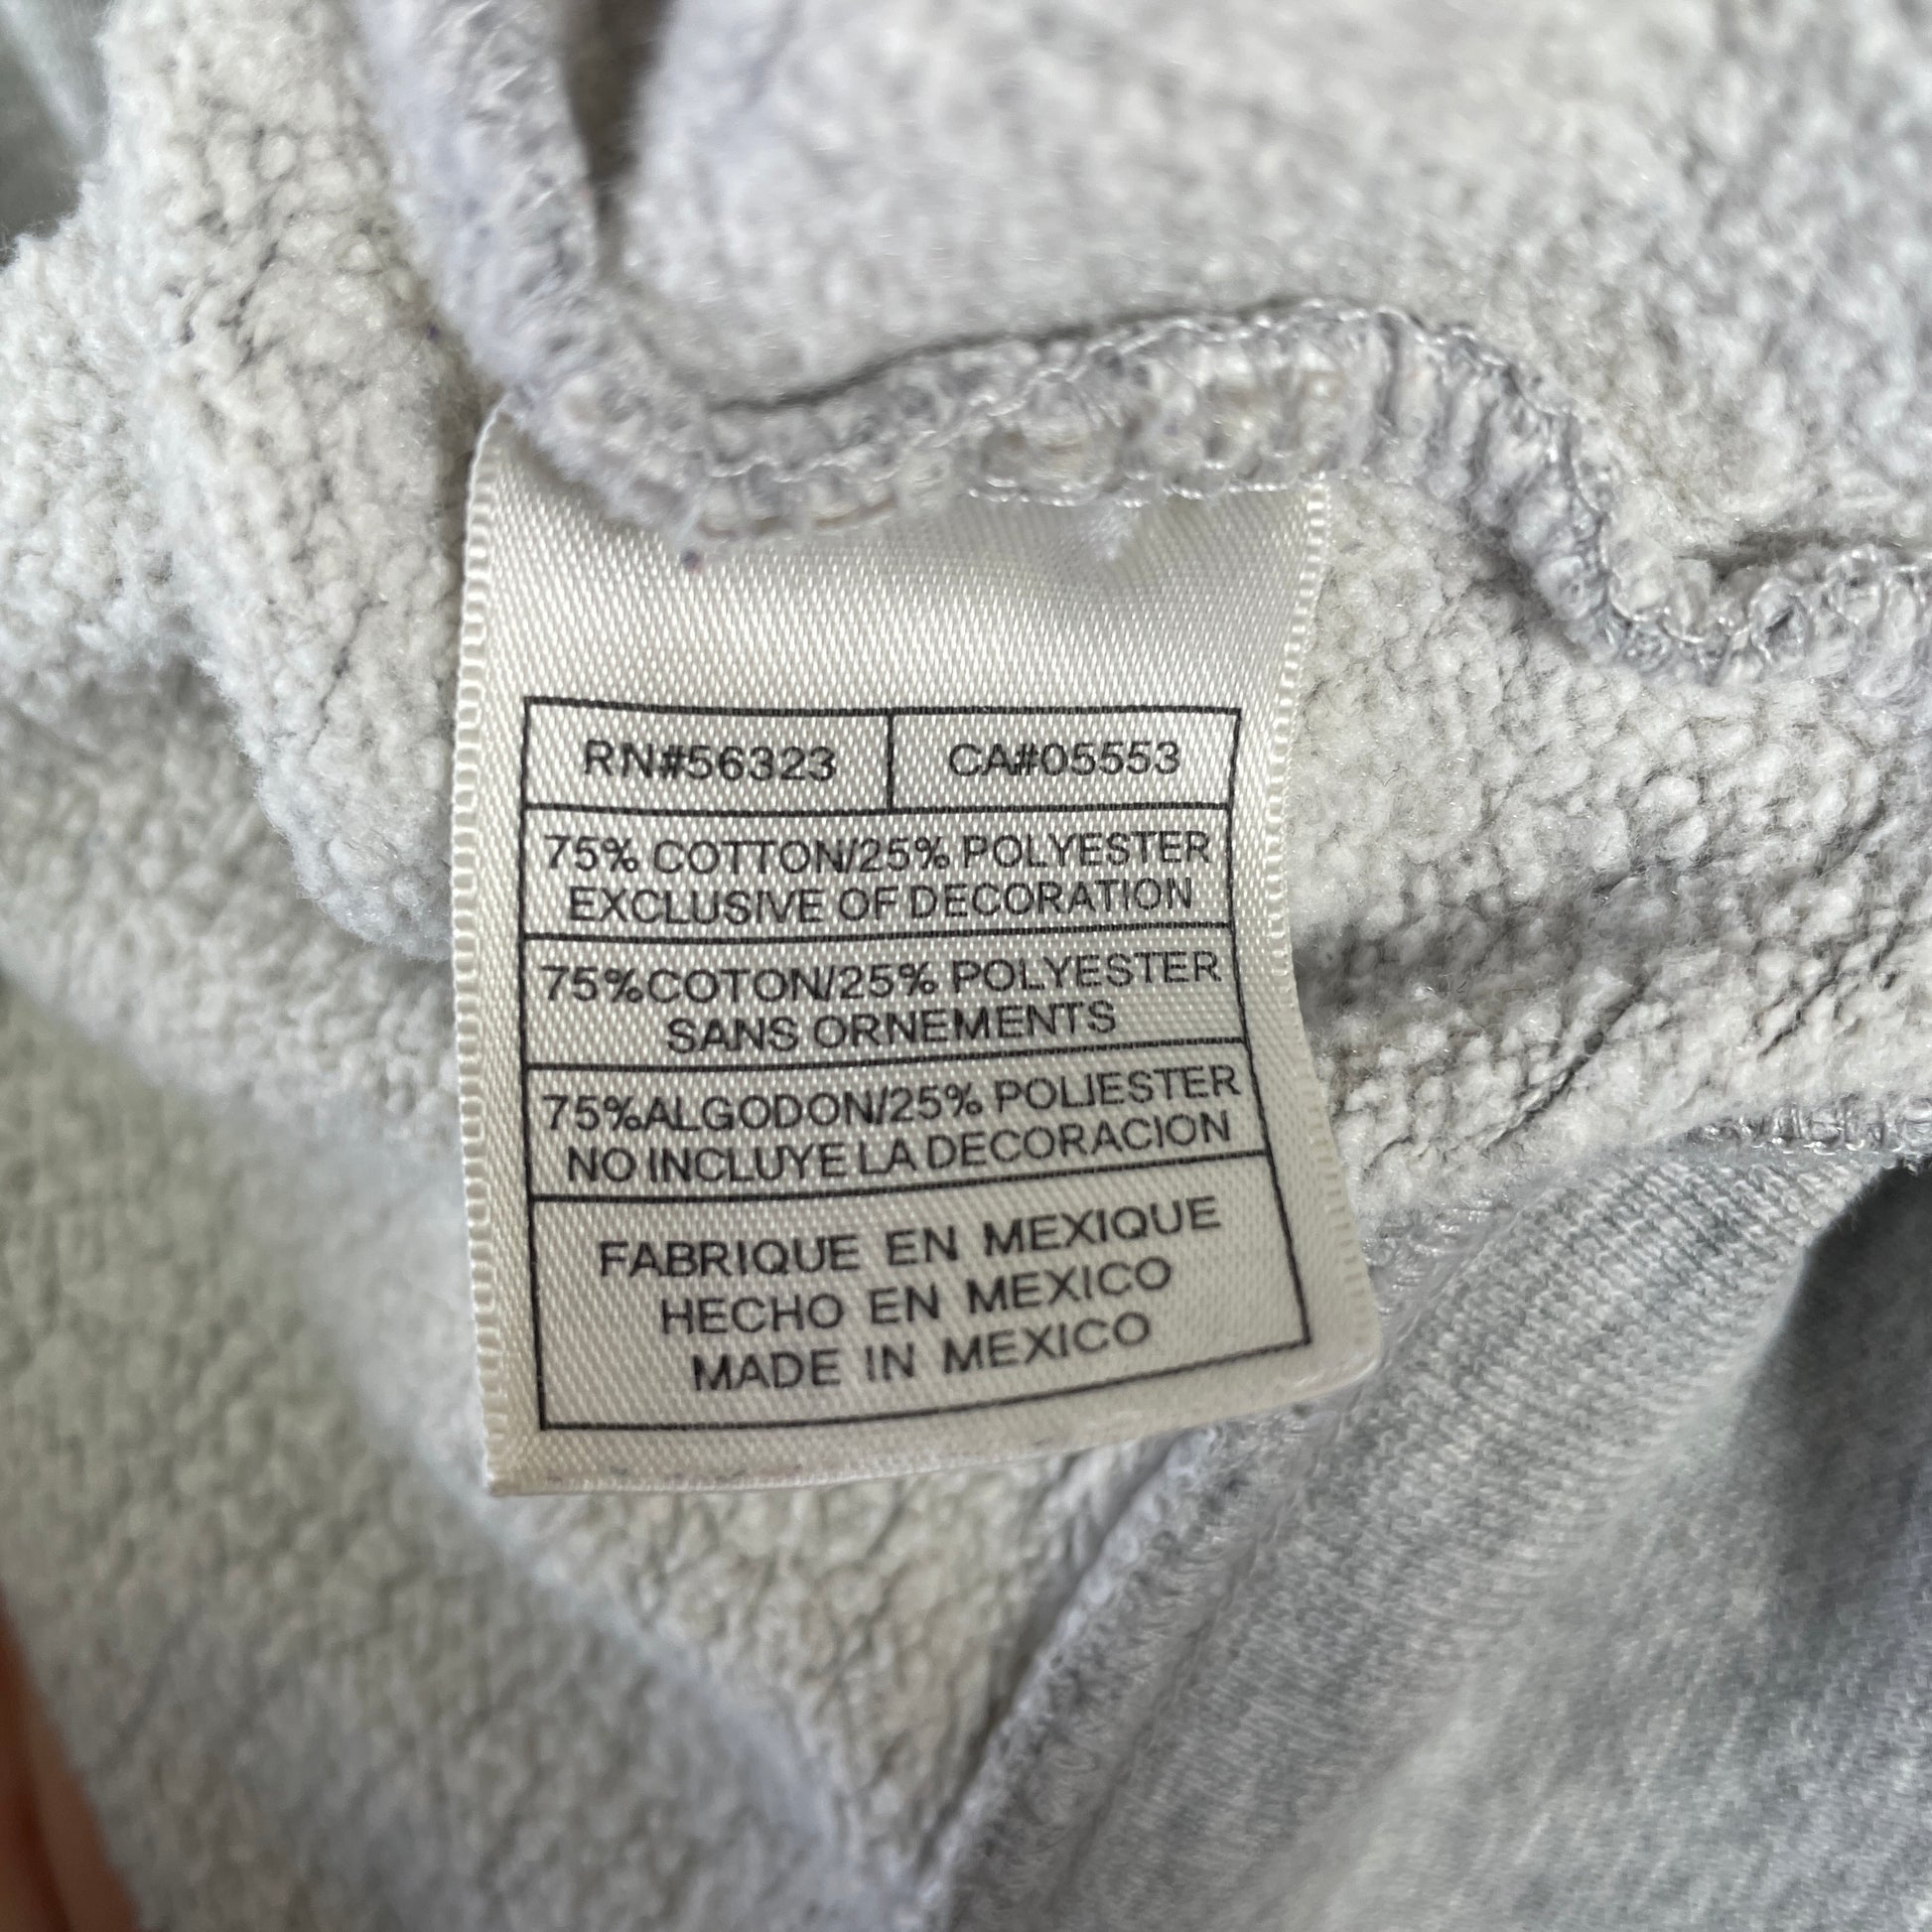 RN#56323 CA#05553
75% COTTON/25% POLYESTER
EXCLUSIVE OF DECORATION
75%COTON/25% POLYESTER
SANS ORNEMENTS
75%ALGODON/25% POLIESTER
NO INCLUYE LA DECORACION
FABRIQUE EN MEXIQUE
HECHO EN MEXICO
MADE IN MEXICO